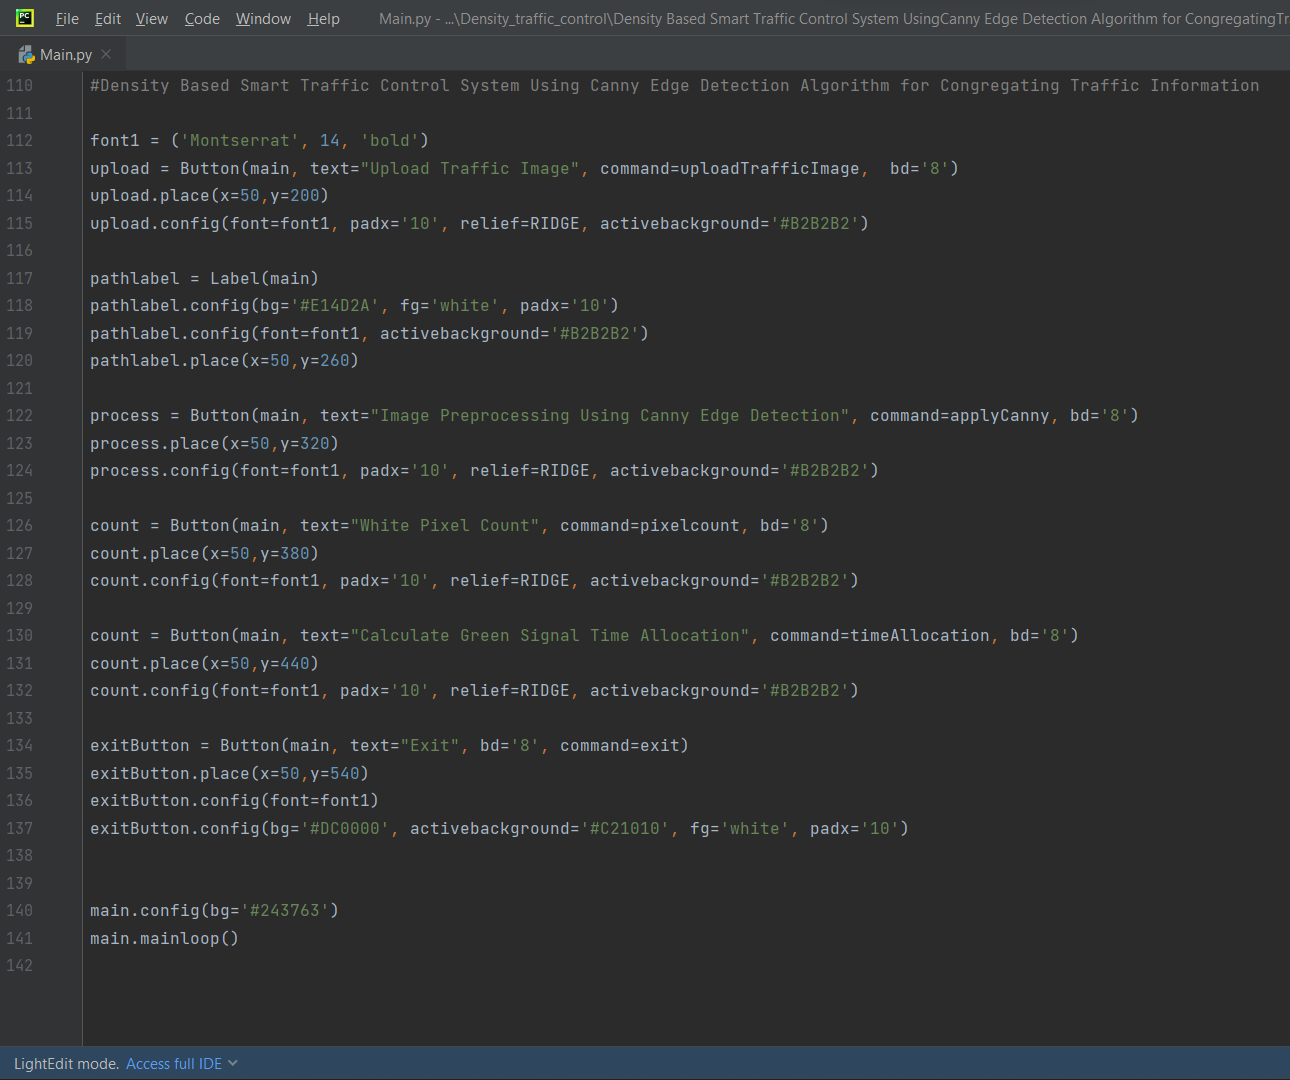 PC
File Edit View Code Window Help Main.py - ...\Density_traffic_control\Density Based Smart Traffic Control System UsingCanny Edge Detection Algorithm for CongregatingTr
Main.py
110 #Density Based Smart Traffic Control System Using Canny Edge Detection Algorithm for Congregating Traffic Information
111
112 font1 = ('Montserrat', 14, 'bold')
113 upload = Button(main, text="Upload Traffic Image", command=uploadTrafficImage,  bd='8')
114 upload.place(x=50,y=200)
115 upload.config(font=font1, padx='10', relief=RIDGE, activebackground='#B2B2B2')
116
117 pathlabel = Label(main)
118 pathlabel.config(bg='#E14D2A', fg='white', padx='10')
119 pathlabel.config(font=font1, activebackground='#B2B2B2')
120 pathlabel.place(x=50,y=260)
121
122 process = Button(main, text="Image Preprocessing Using Canny Edge Detection", command=applyCanny, bd='8')
123 process.place(x=50,y=320)
124 process.config(font=font1, padx='10', relief=RIDGE, activebackground='#B2B2B2')
125
126 count = Button(main, text="White Pixel Count", command=pixelcount, bd='8')
127 count.place(x=50,y=380)
128 count.config(font=font1, padx='10', relief=RIDGE, activebackground='#B2B2B2')
129
130 count = Button(main, text="Calculate Green Signal Time Allocation", command=timeAllocation, bd='8')
131 count.place(x=50,y=440)
132 count.config(font=font1, padx='10', relief=RIDGE, activebackground='#B2B2B2')
133
134 exitButton = Button(main, text="Exit", bd='8', command=exit)
135 exitButton.place(x=50,y=540)
136 exitButton.config(font=font1)
137 exitButton.config(bg='#DC0000', activebackground='#C21010', fg='white', padx='10')
138
139
140 main.config(bg='#243763')
141 main.mainloop()
142
LightEdit mode. Access full IDE